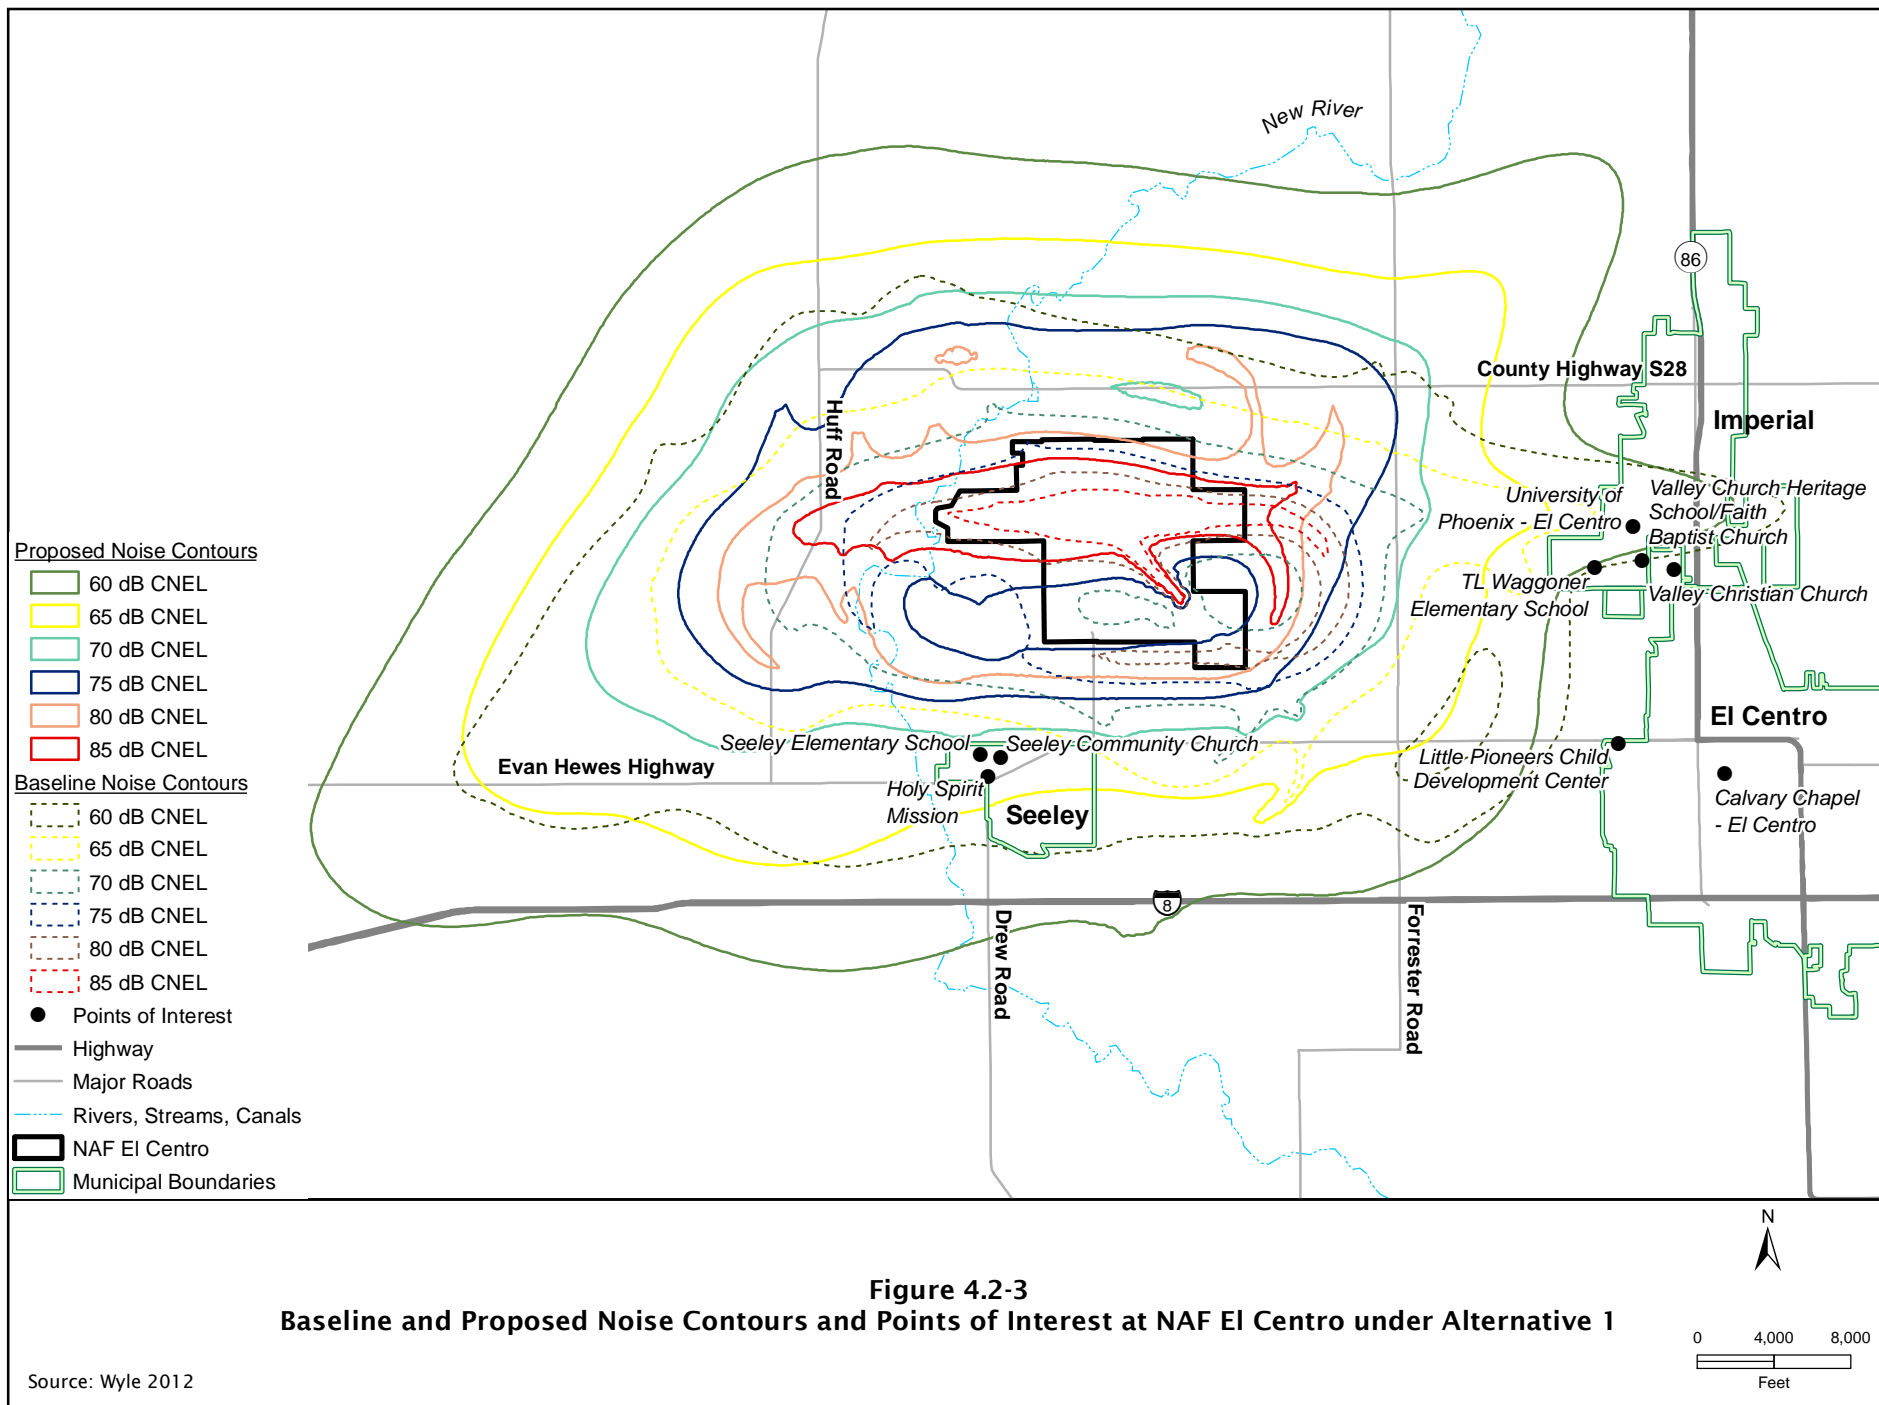 New River
86
County Highway S28
Imperial
Huff Road
University of
Phoenix - El Centro
Valley Church-Heritage
School/Faith
Baptist Church
TL Waggoner
Elementary School
Valley Christian Church
El Centro
Seeley Elementary School
Seeley Community Church
Evan Hewes Highway
Holy Spirit
Mission
Seeley
Little Pioneers Child
Development Center
Calvary Chapel
- El Centro
8
Drew Road
Forrester Road
Proposed Noise Contours
60 dB CNEL
65 dB CNEL
70 dB CNEL
75 dB CNEL
80 dB CNEL
85 dB CNEL
Baseline Noise Contours
60 dB CNEL
65 dB CNEL
70 dB CNEL
75 dB CNEL
80 dB CNEL
85 dB CNEL
Points of Interest
Highway
Major Roads
Rivers, Streams, Canals
NAF El Centro
Municipal Boundaries
N
Figure 4.2-3
Baseline and Proposed Noise Contours and Points of Interest at NAF El Centro under Alternative 1
0 4,000 8,000
Feet
Source: Wyle 2012